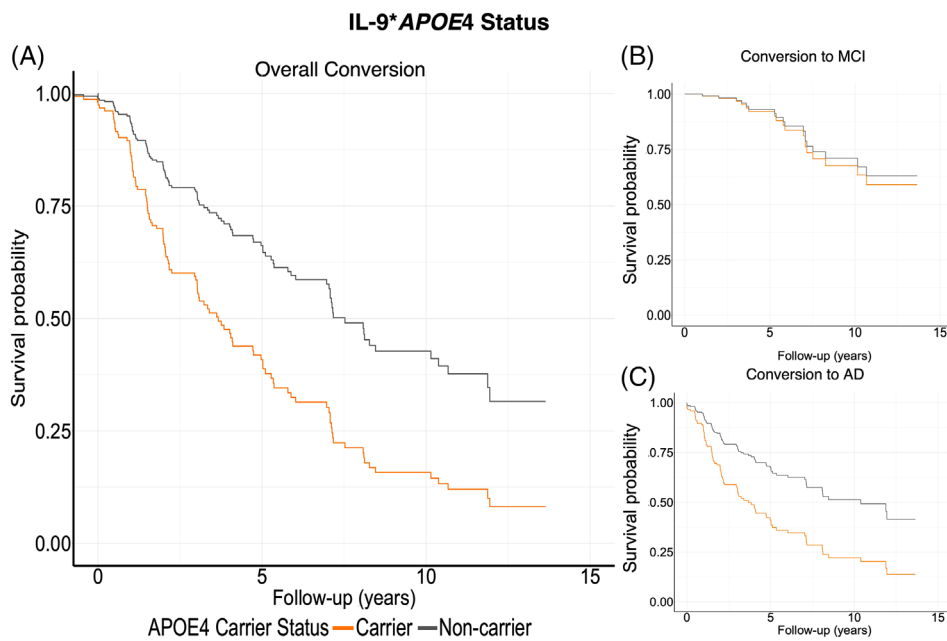 IL-9*APOE4 Status
(A)
Overall Conversion
Survival probability
1.00
0.75
0.50
0.25
0.00
0
5
10
15
Follow-up (years)
APOE4 Carrier Status Carrier Non-carrier
(B)
Conversion to MCI
Survival probability
1.00
0.75
0.50
0.25
0.00
0
5
10
15
Follow-up (years)
(C)
Conversion to AD
Survival probability
1.00
0.75
0.50
0.25
0.00
0
5
10
15
Follow-up (years)